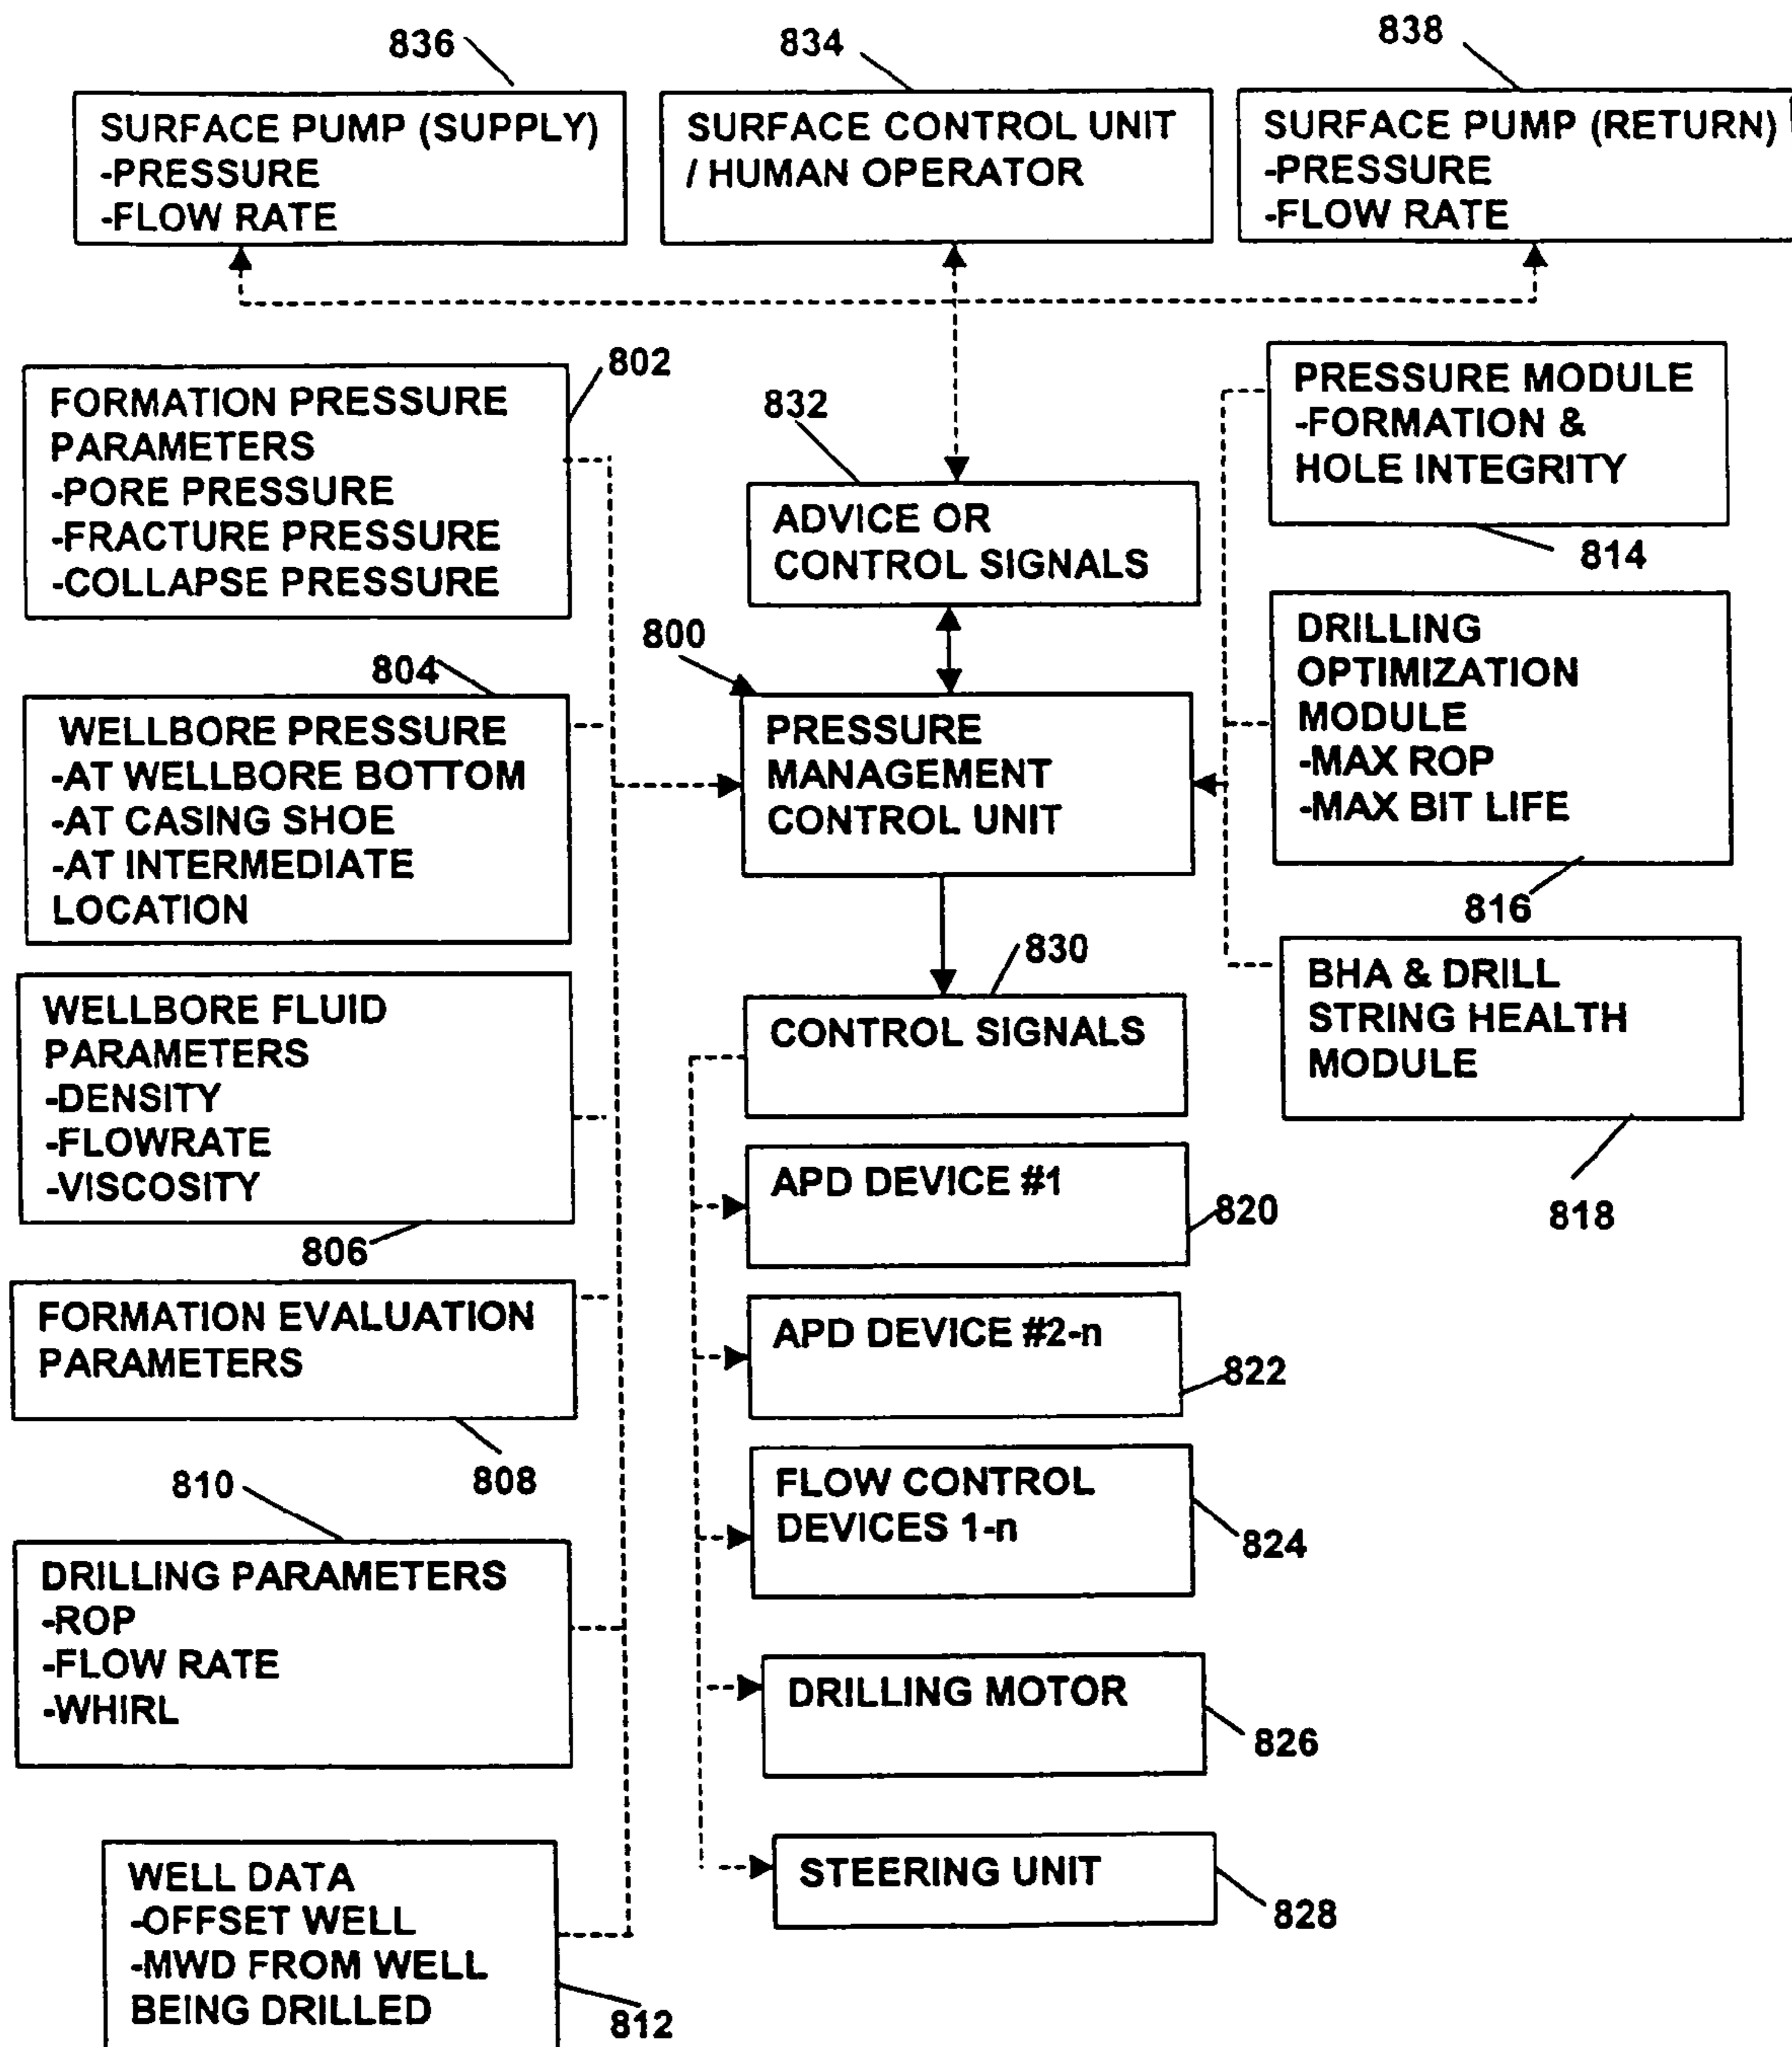 836
SURFACE PUMP (SUPPLY)
-PRESSURE
-FLOW RATE
834
SURFACE CONTROL UNIT
/ HUMAN OPERATOR
838
SURFACE PUMP (RETURN)
-PRESSURE
-FLOW RATE
802
FORMATION PRESSURE
PARAMETERS
-PORE PRESSURE
-FRACTURE PRESSURE
-COLLAPSE PRESSURE
804
WELLBORE PRESSURE
-AT WELLBORE BOTTOM
-AT CASING SHOE
-AT INTERMEDIATE
LOCATION
WELLBORE FLUID
PARAMETERS
-DENSITY
-FLOWRATE
-VISCOSITY
806
FORMATION EVALUATION
PARAMETERS
808
810
DRILLING PARAMETERS
-ROP
-FLOW RATE
-WHIRL
WELL DATA
-OFFSET WELL
-MWD FROM WELL
BEING DRILLED
812
832
ADVICE OR
CONTROL SIGNALS
800
PRESSURE
MANAGEMENT
CONTROL UNIT
830
CONTROL SIGNALS
APD DEVICE #1
820
APD DEVICE #2-n
822
FLOW CONTROL
DEVICES 1-n
824
DRILLING MOTOR
826
STEERING UNIT
828
PRESSURE MODULE
-FORMATION &
HOLE INTEGRITY
814
DRILLING
OPTIMIZATION
MODULE
-MAX ROP
-MAX BIT LIFE
816
BHA & DRILL
STRING HEALTH
MODULE
818